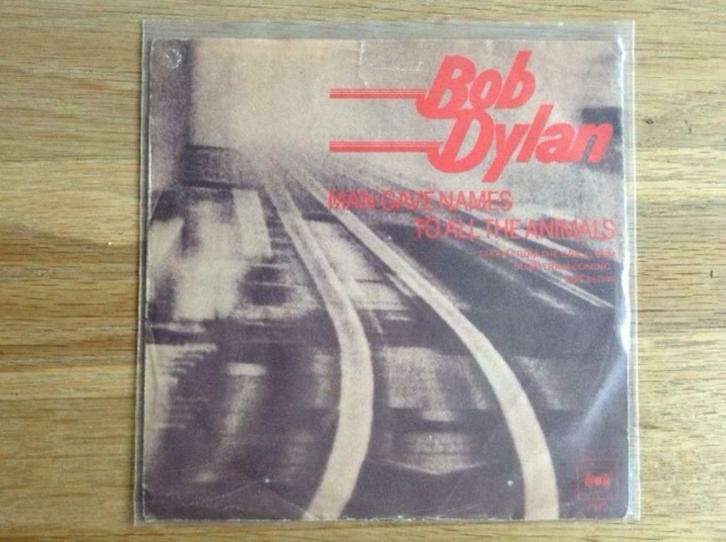 Bob
Dylan
MAN GAVE NAMES
TO ALL THE ANIMALS